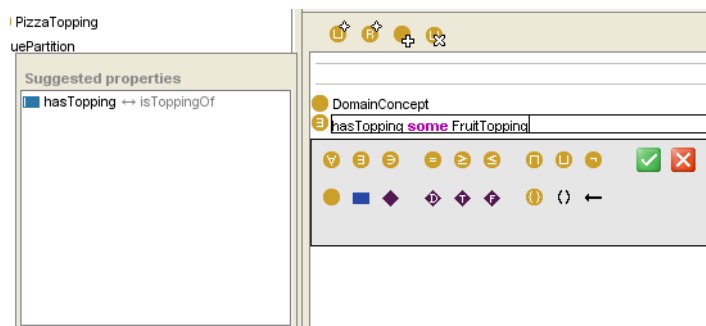 PizzaTopping
uePartition
Suggested properties
hasTopping ↔ isToppingOf
DomainConcept
hasTopping some FruitTopping